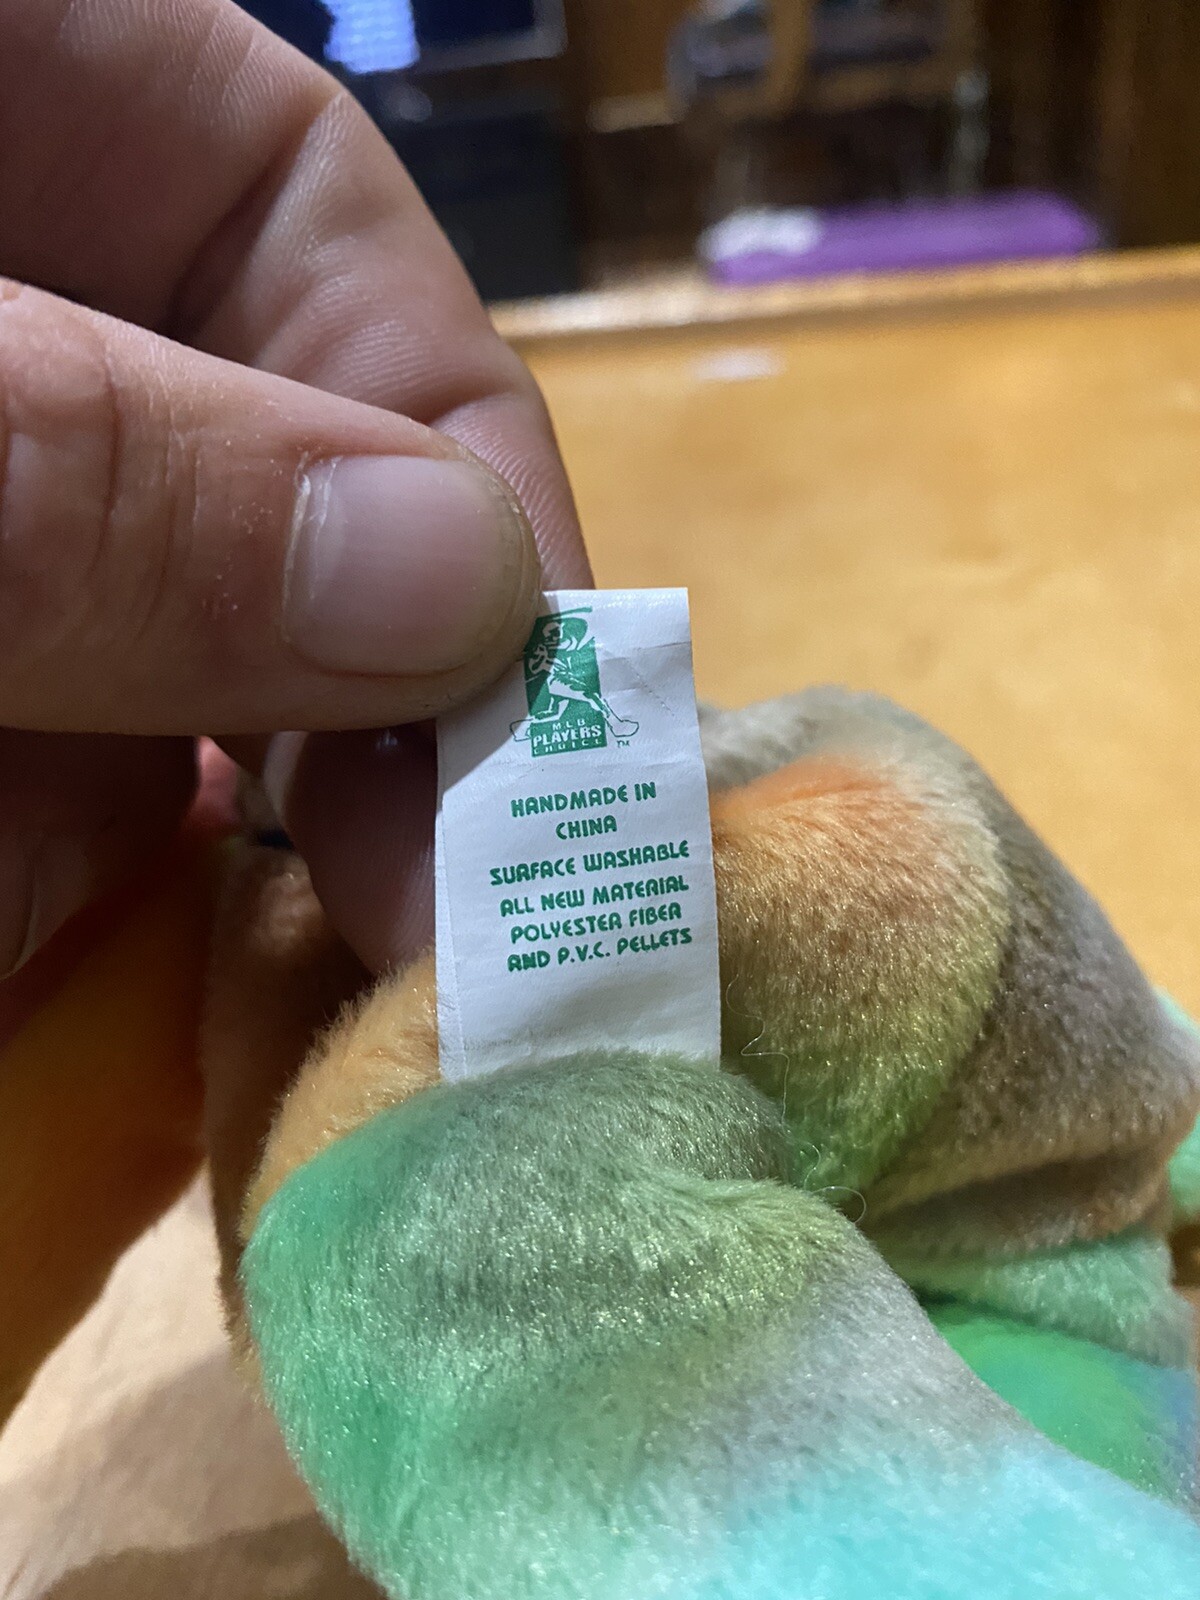 MLB
PLAYERS
CHOICE
TM
HANDMADE IN
CHINA
SURFACE WASHABLE
ALL NEW MATERIAL
POLYESTER FIBER
AND P.V.C. PELLETS